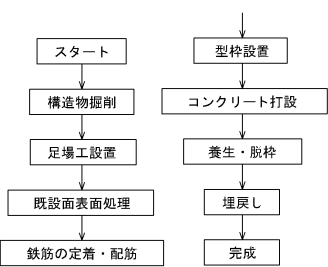 スタート
構造物掘削
足場工設置
既設面表面処理
鉄筋の定着・配筋
型枠設置
コンクリート打設
養生・脱枠
埋戻し
完成